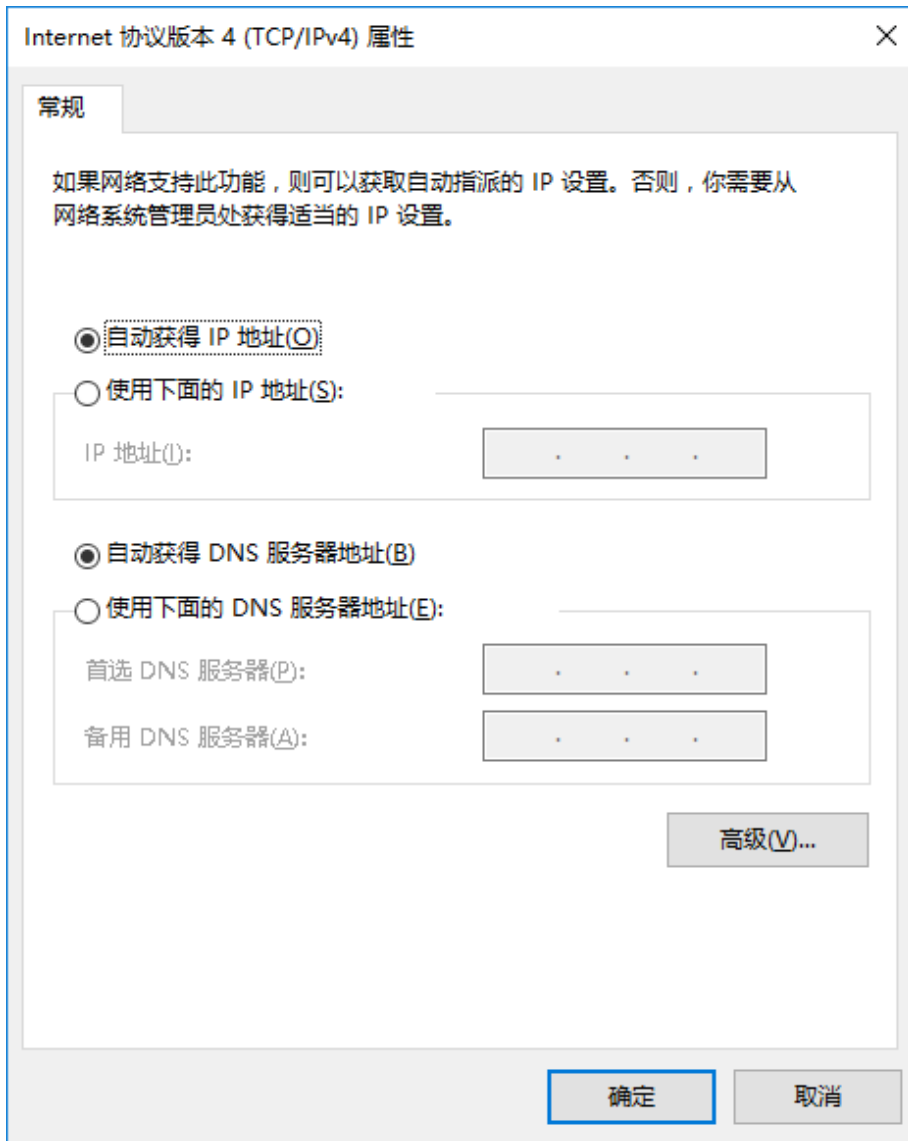 Internet 协议版本 4 (TCP/IPv4) 属性
常规
如果网络支持此功能，则可以获取自动指派的 IP 设置。否则，你需要从
网络系统管理员处获得适当的 IP 设置。
自动获得 IP 地址(O)
使用下面的 IP 地址(S):
IP 地址(I):
自动获得 DNS 服务器地址(B)
使用下面的 DNS 服务器地址(E):
首选 DNS 服务器(P):
备用 DNS 服务器(A):
高级(V)...
确定
取消